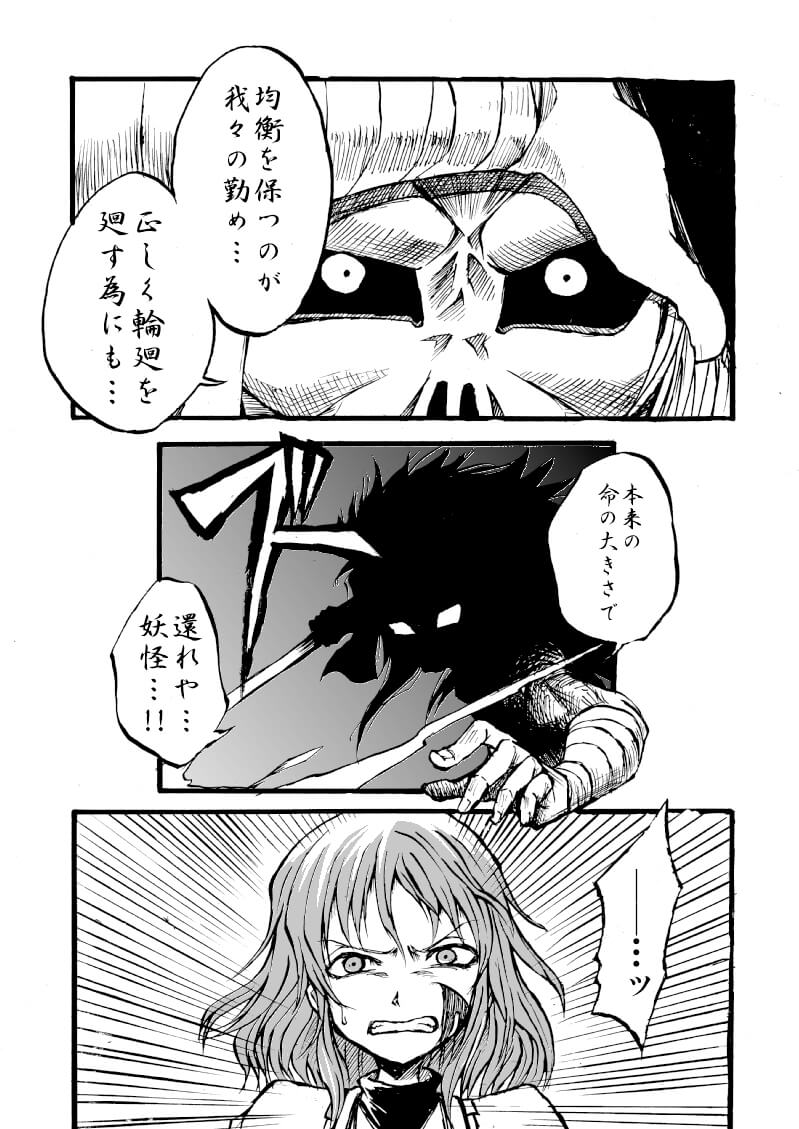 均衡を保つのが
我々の勤め…
正しく輪廻を
廻す為にも…
本来の
命の大きさで
ド
還れや…
妖怪…!!
―…ッ